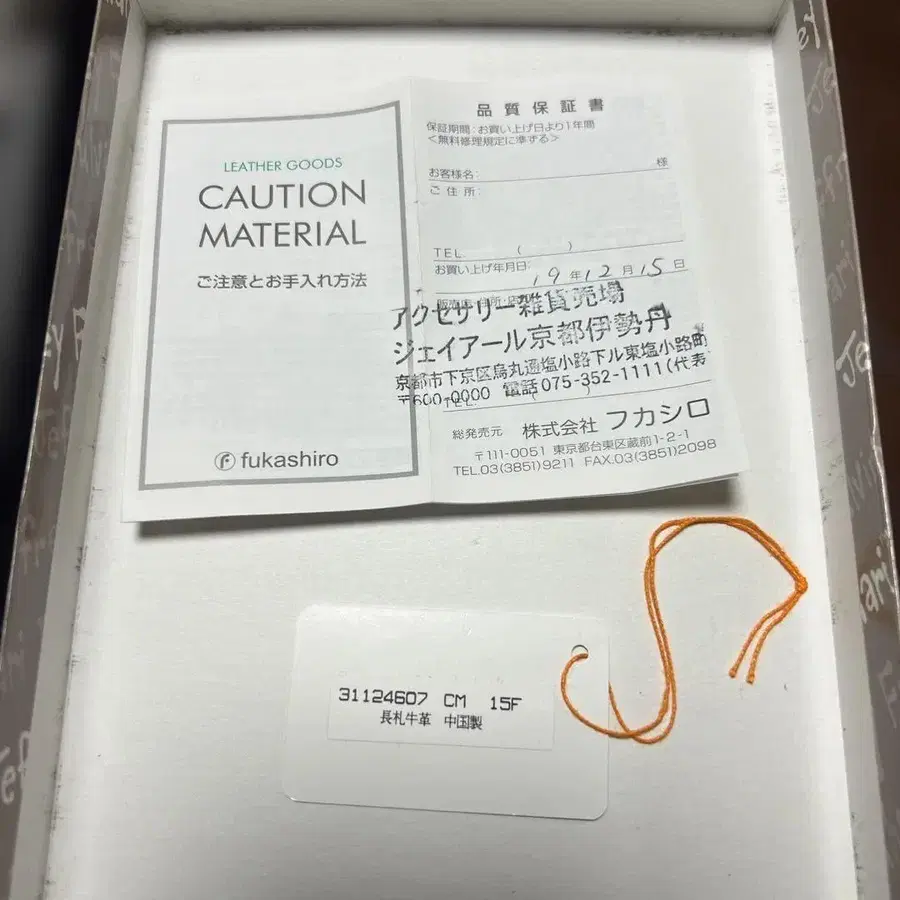 LEATHER GOODS
CAUTION
MATERIAL
ご注意とお手入れ方法
fukashiro
品質保証書
保証期間:お買い上げ日より1年間
<無料修理規定に準ずる>
お客様名: 様
ご住所:
TEL. ( )
お買い上げ年月日: 19年12月15日
アクセサリー雑貨売場
ジェイアール京都伊勢丹
京都市下京区烏丸通塩小路下ル東塩小路町
〒600-0000 電話075-352-1111(代表
TEL. ( )
総発売元 株式会社 フカシロ
〒111-0051 東京都台東区蔵前1-2-1
TEL.03(3851)9211 FAX.03(3851)2098
31124607 CM 15F
長札牛革 中国製